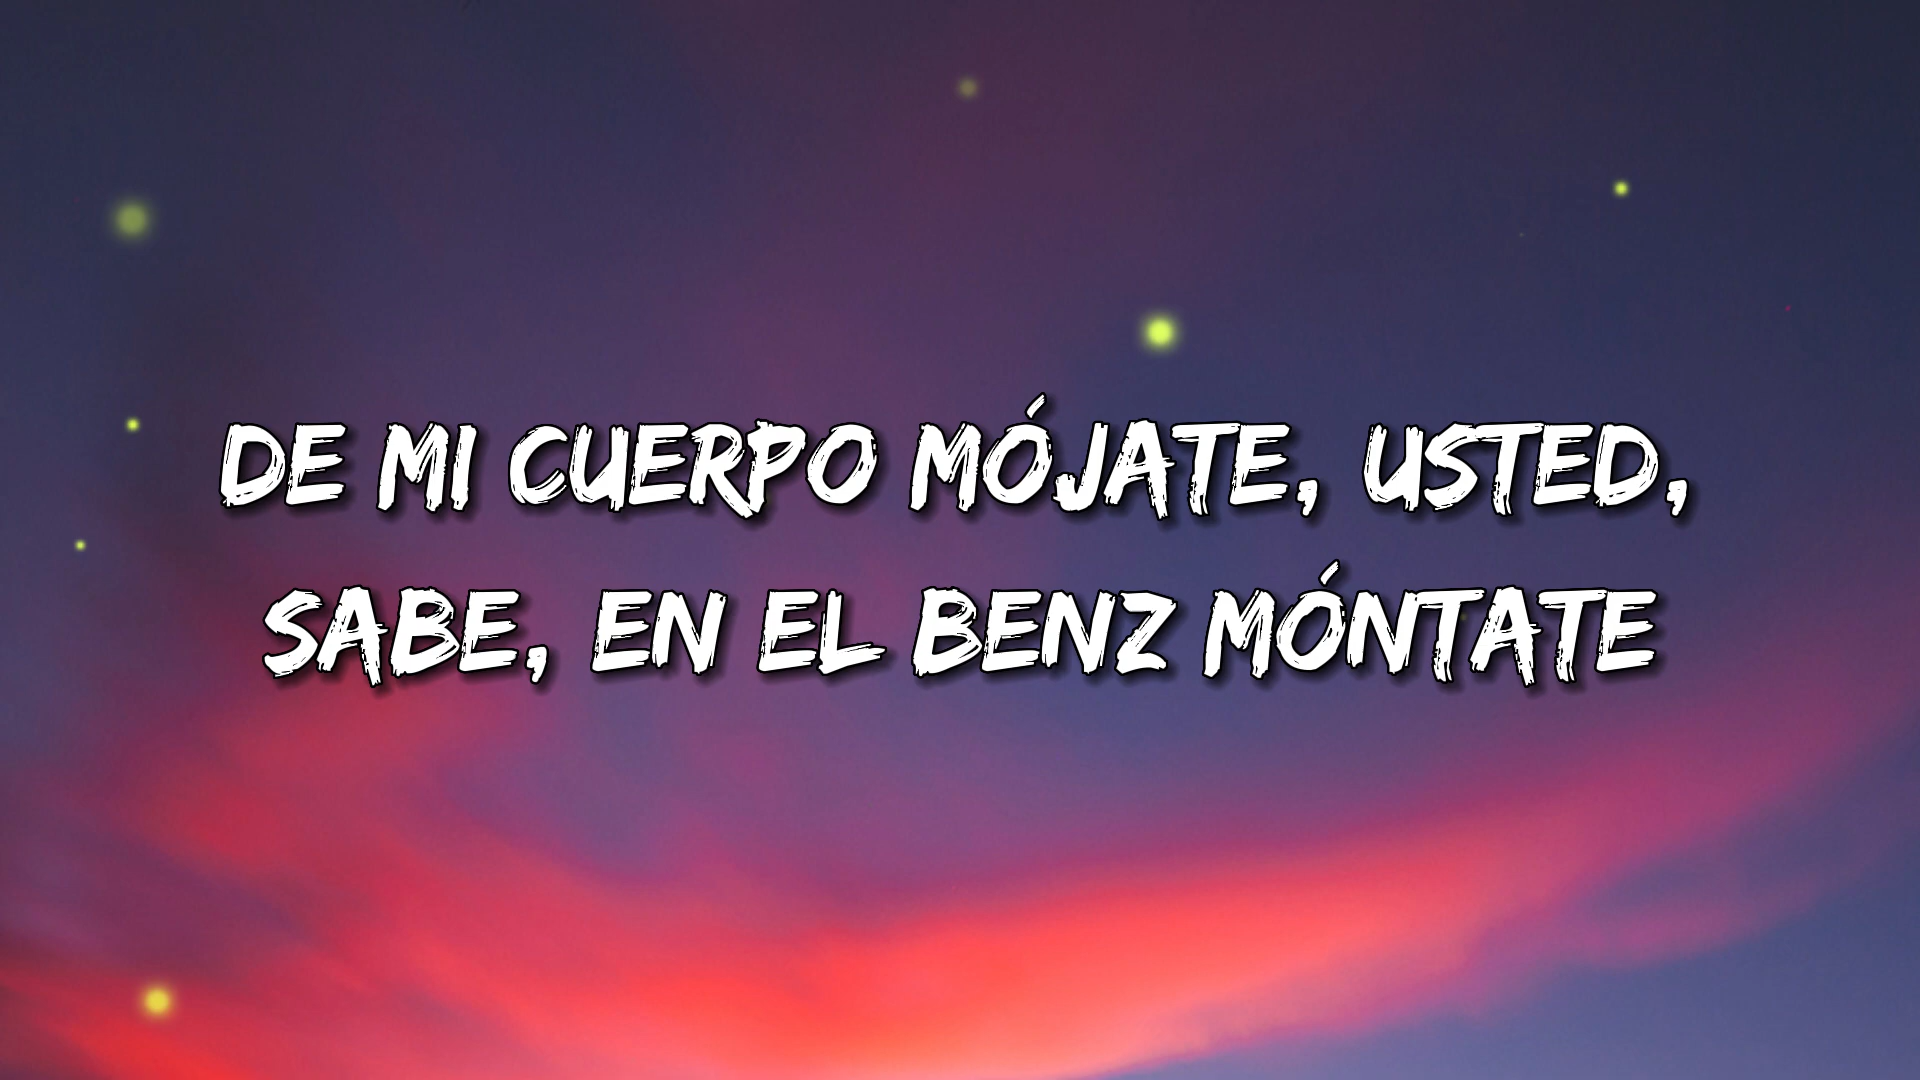 DE MI CUERPO MÓJATE, USTED,
SABE, EN EL BENZ MÓNTATE